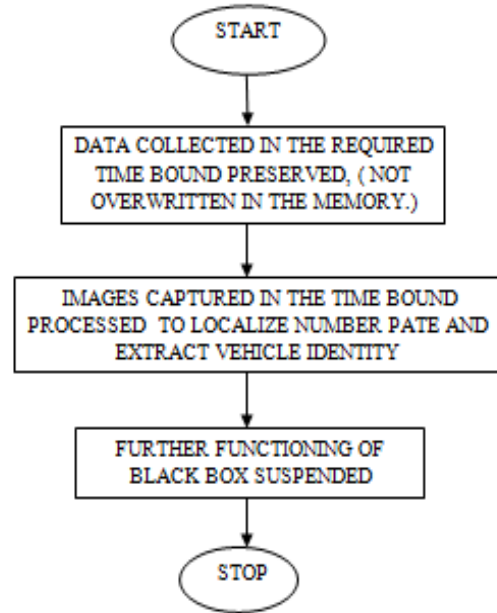 START
DATA COLLECTED IN THE REQUIRED
TIME BOUND PRESERVED, ( NOT
OVERWRITTEN IN THE MEMORY.)
IMAGES CAPTURED IN THE TIME BOUND
PROCESSED TO LOCALIZE NUMBER PATE AND
EXTRACT VEHICLE IDENTITY
FURTHER FUNCTIONING OF
BLACK BOX SUSPENDED
STOP